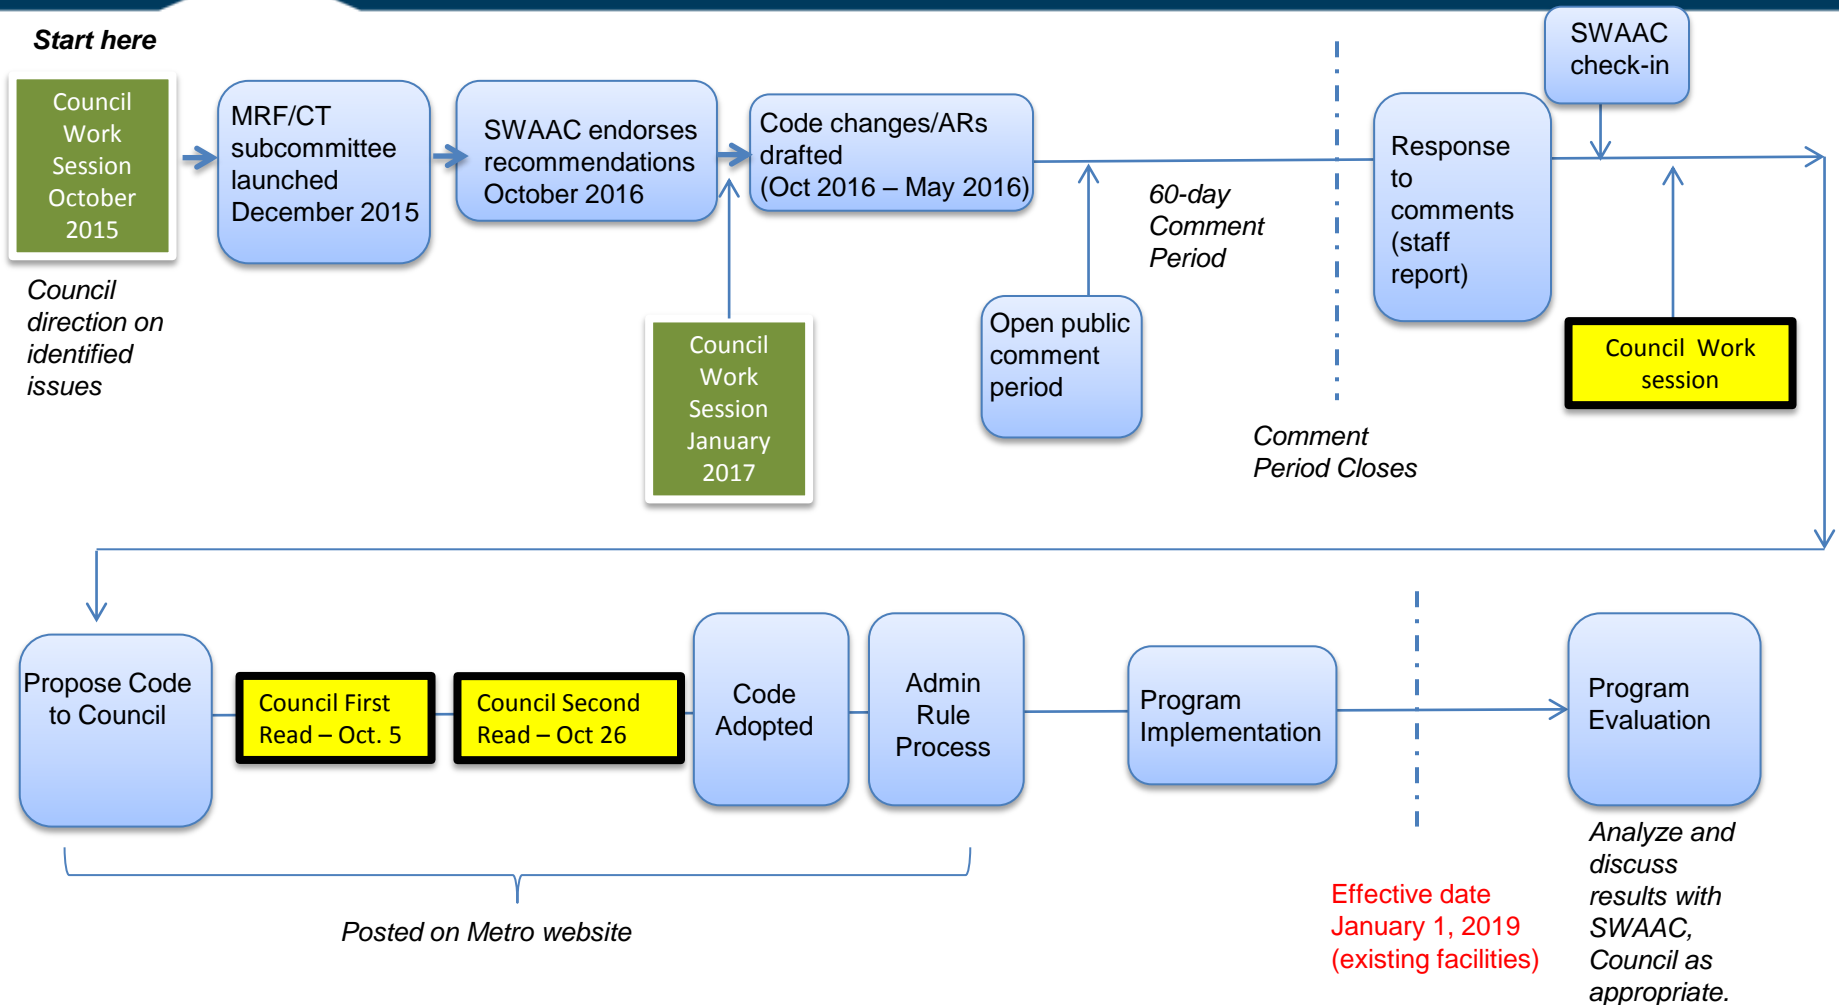 Start here
Council
Work
Session
October
2015
Council
direction on
identified
issues
MRF/CT
subcommittee
launched
December 2015
SWAAC endorses
recommendations
October 2016
Council
Work
Session
January
2017
Code changes/ARs
drafted
(Oct 2016 – May 2016)
Open public
comment
period
60-day
Comment
Period
Comment
Period Closes
Response
to
comments
(staff
report)
SWAAC
check-in
Council Work
session
Propose Code
to Council
Council First
Read – Oct. 5
Council Second
Read – Oct 26
Code
Adopted
Admin
Rule
Process
Posted on Metro website
Program
Implementation
Effective date
January 1, 2019
(existing facilities)
Program
Evaluation
Analyze and
discuss
results with
SWAAC,
Council as
appropriate.